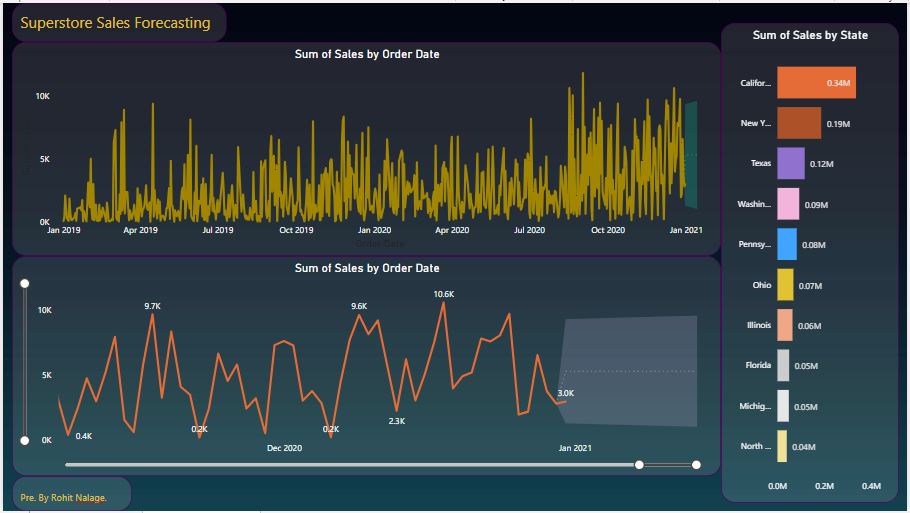 Superstore Sales Forecasting
Sum of Sales by Order Date
10K
5K
0K
Jan 2019 Apr 2019 Jul 2019 Oct 2019 Jan 2020 Apr 2020 Jul 2020 Oct 2020 Jan 2021
Order Date
Sum of Sales by Order Date
10K
5K
0K
0.4K 9.7K 0.2K 0.2K 9.6K 2.3K 10.6K 3.0K
Dec 2020 Jan 2021
Pre. By Rohit Nalage.
Sum of Sales by State
Califor... 0.34M
New Y... 0.19M
Texas 0.12M
Washin... 0.09M
Pennsy... 0.08M
Ohio 0.07M
Illinois 0.06M
Florida 0.05M
Michig... 0.05M
North ... 0.04M
0.0M 0.2M 0.4M